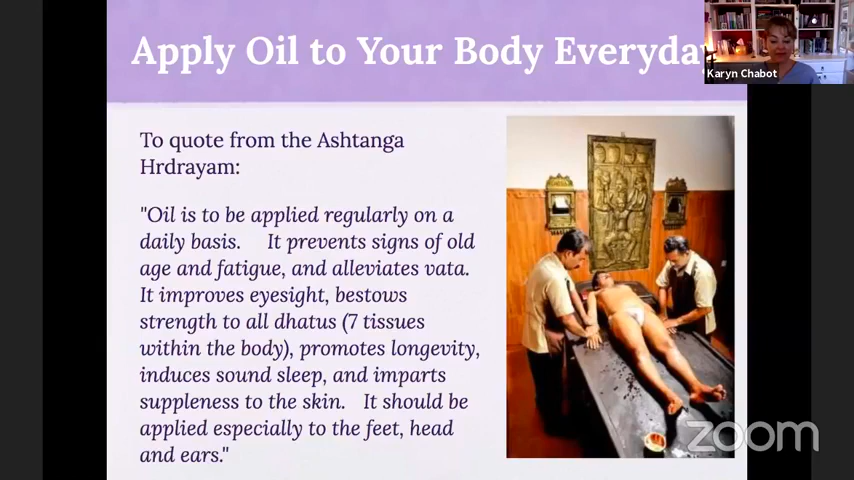 Apply Oil to Your Body Everyday
Karyn Chabot
To quote from the Ashtanga
Hrdrayam:
"Oil is to be applied regularly on a
daily basis. It prevents signs of old
age and fatigue, and alleviates vata.
It improves eyesight, bestows
strength to all dhatus (7 tissues
within the body), promotes longevity,
induces sound sleep, and imparts
suppleness to the skin. It should be
applied especially to the feet, head
and ears."
zoom